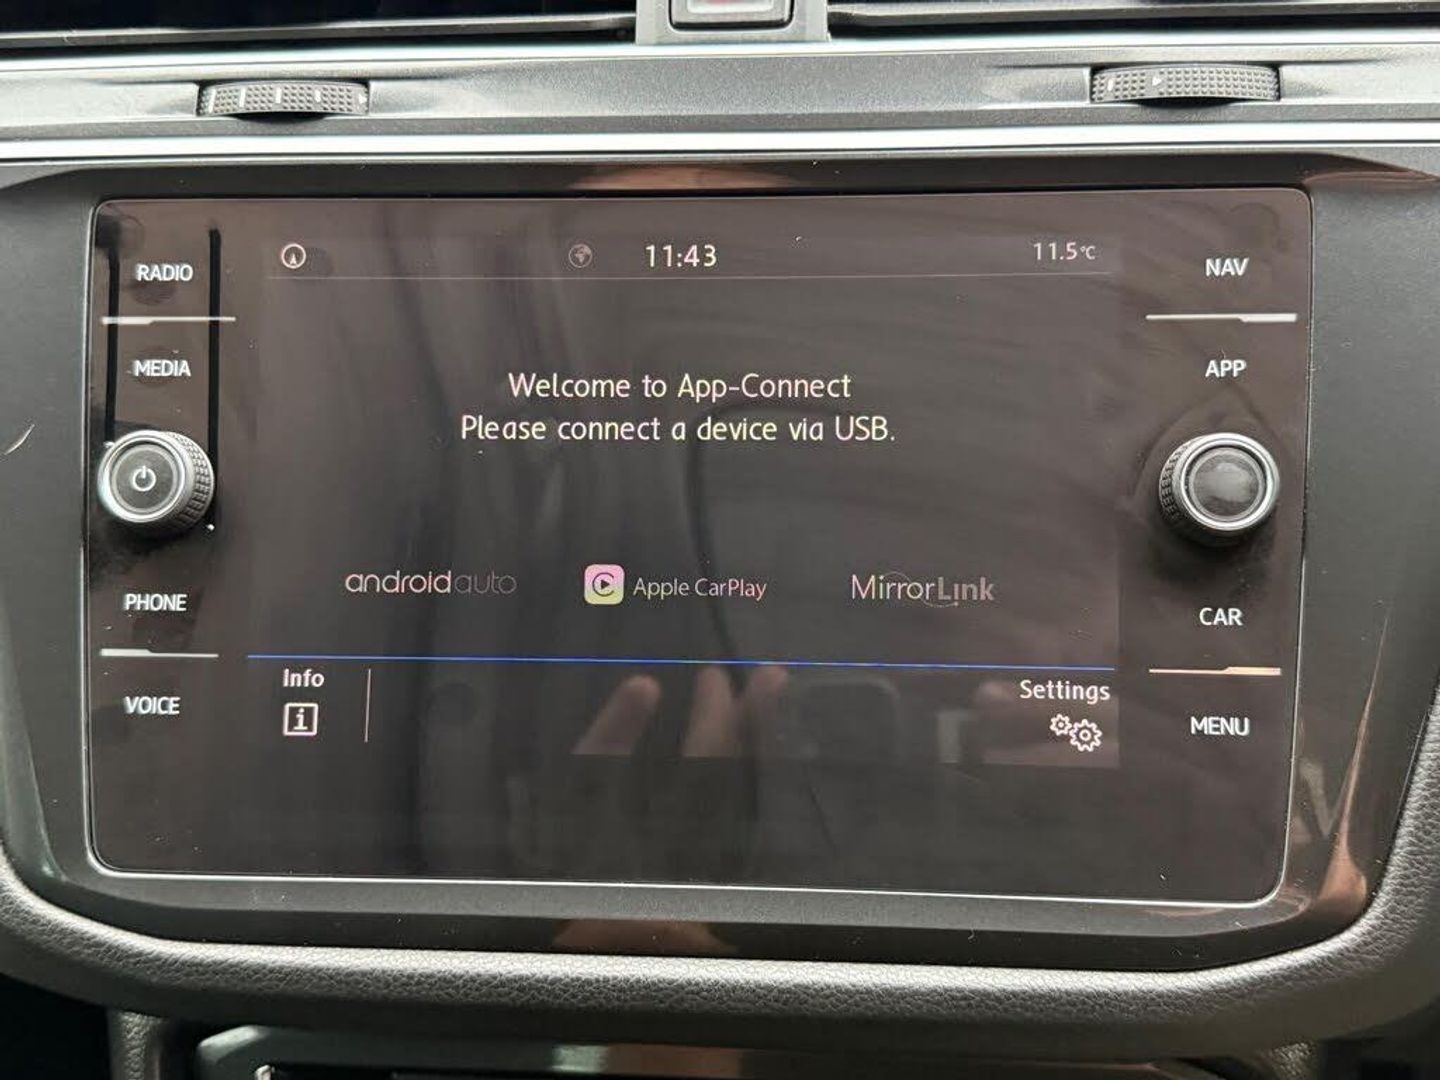 11:43
11.5°C
RADIO
MEDIA
PHONE
VOICE
Welcome to App-Connect
Please connect a device via USB.
androidauto
Apple CarPlay
MirrorLink
Info
i
Settings
NAV
APP
CAR
MENU